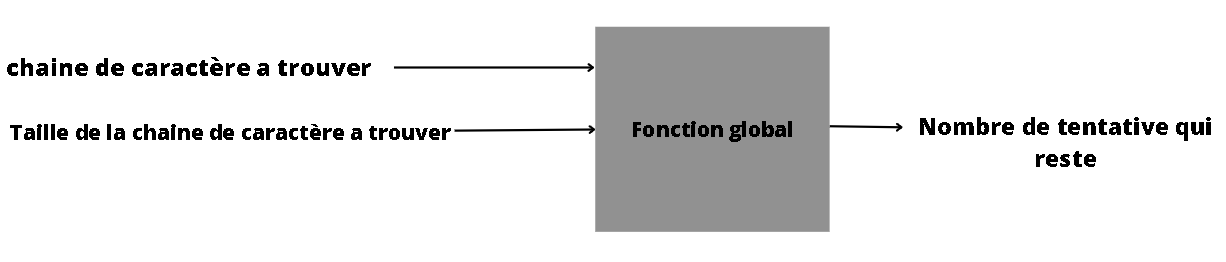 chaine de caractère a trouver
Taille de la chaine de caractère a trouver
Fonction global
Nombre de tentative qui
reste